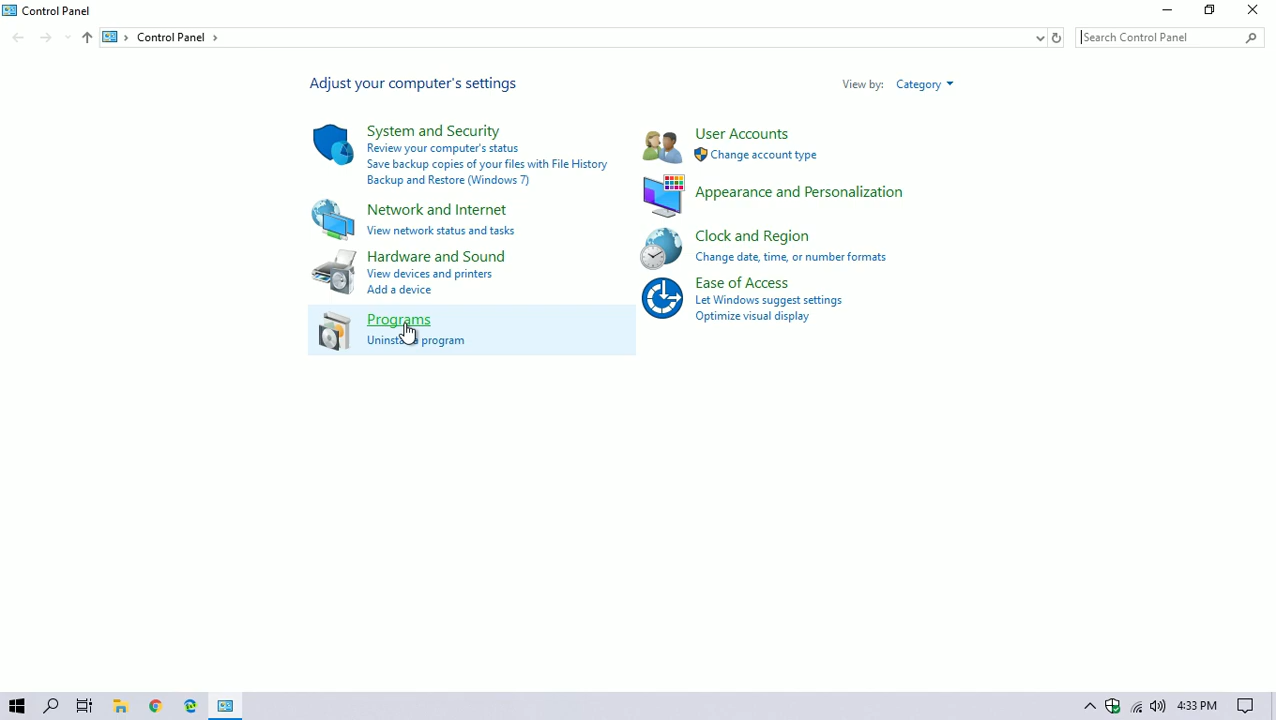 Control Panel
Control Panel
Search Control Panel
Adjust your computer's settings
View by: Category
System and Security
Review your computer's status
Save backup copies of your files with File History
Backup and Restore (Windows 7)
Network and Internet
View network status and tasks
Hardware and Sound
View devices and printers
Add a device
Programs
Uninstall a program
User Accounts
Change account type
Appearance and Personalization
Clock and Region
Change date, time, or number formats
Ease of Access
Let Windows suggest settings
Optimize visual display
4:33 PM